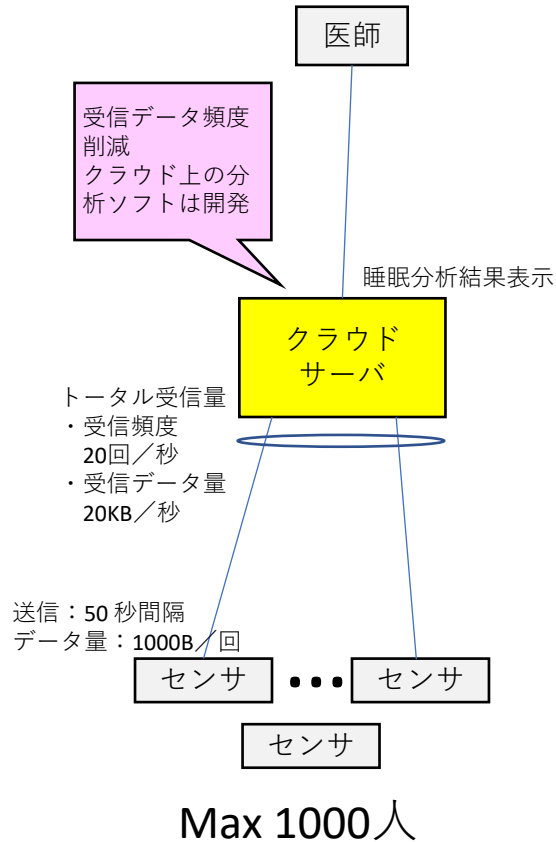 医師
受信データ頻度
削減
クラウド上の分
析ソフトは開発
睡眠分析結果表示
クラウド
サーバ
トータル受信量
・受信頻度
20回／秒
・受信データ量
20KB／秒
送信：50 秒間隔
データ量：1000B／回
センサ
•••
センサ
センサ
Max 1000人